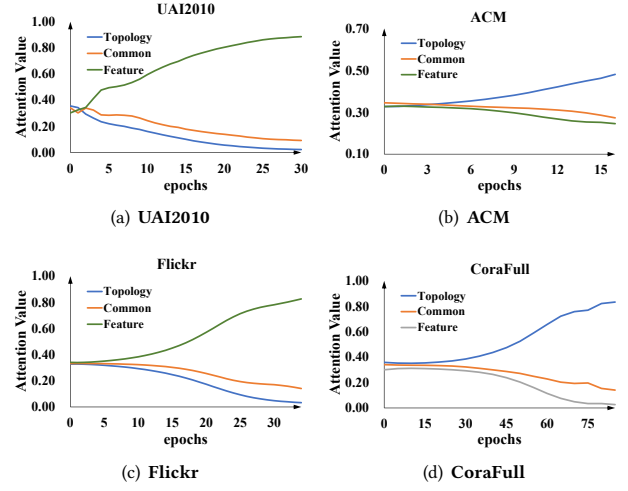 UAI2010
Attention Value
1.00
0.80
0.60
0.40
0.20
0.00
Topology
Common
Feature
0 5 10 15 20 25 30
epochs
(a) UAI2010
ACM
Attention Value
0.70
0.50
0.30
0.10
Topology
Common
Feature
0 3 6 9 12 15
epochs
(b) ACM
Flickr
Attention Value
1.00
0.80
0.60
0.40
0.20
0.00
Topology
Common
Feature
0 5 10 15 20 25 30
epochs
(c) Flickr
CoraFull
Attention Value
1.00
0.80
0.60
0.40
0.20
0.00
Topology
Common
Feature
0 15 30 45 60 75
epochs
(d) CoraFull